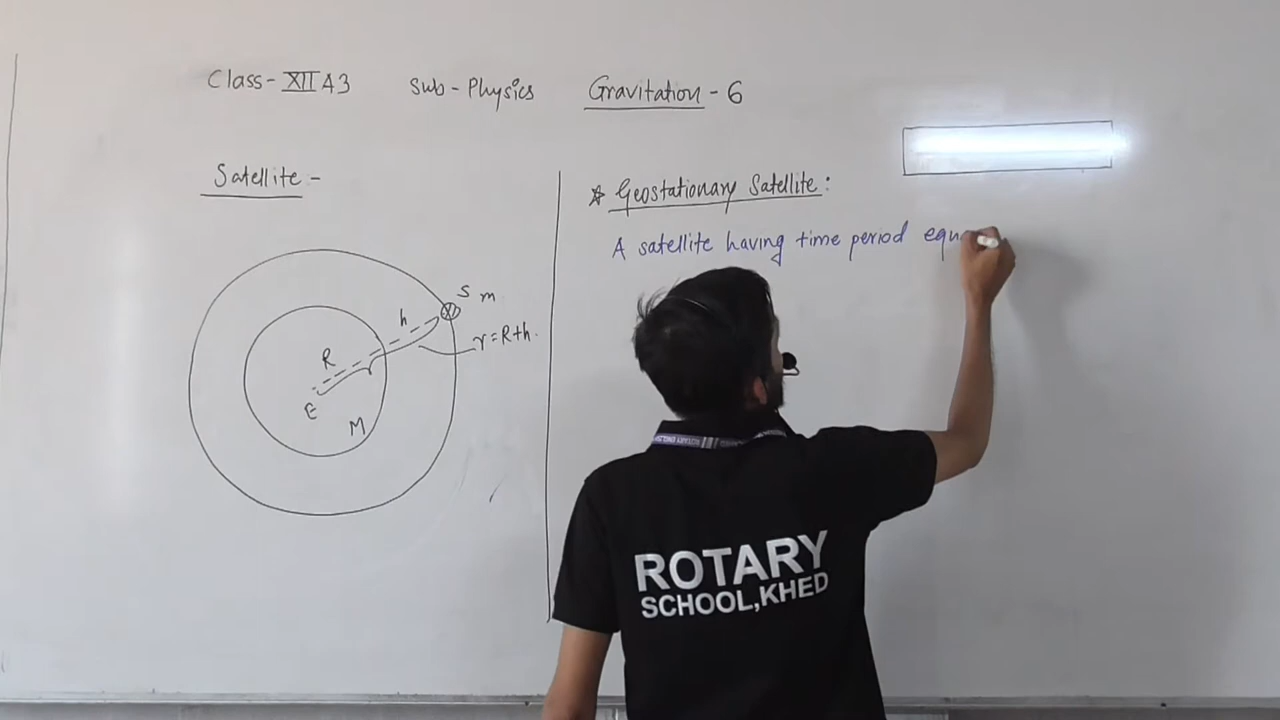 Class - XII A3 Sub - Physics Gravitation - 6
Satellite -
S m
h
r = R + h.
R
E
M
* Geostationary Satellite :
A satellite having time period equ
ROTARY
SCHOOL,KHED